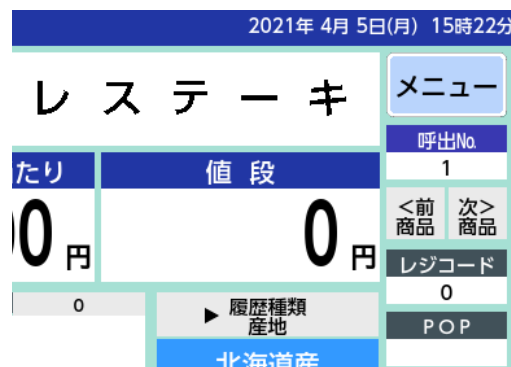 2021年 4月 5日(月) 15時22分
レステーキ
メニュー
呼出No.
1
たり
値段
00円
0円
<前商品
次>商品
レジコード
0
0
▶ 履歴種類
産地
POP
北海道産